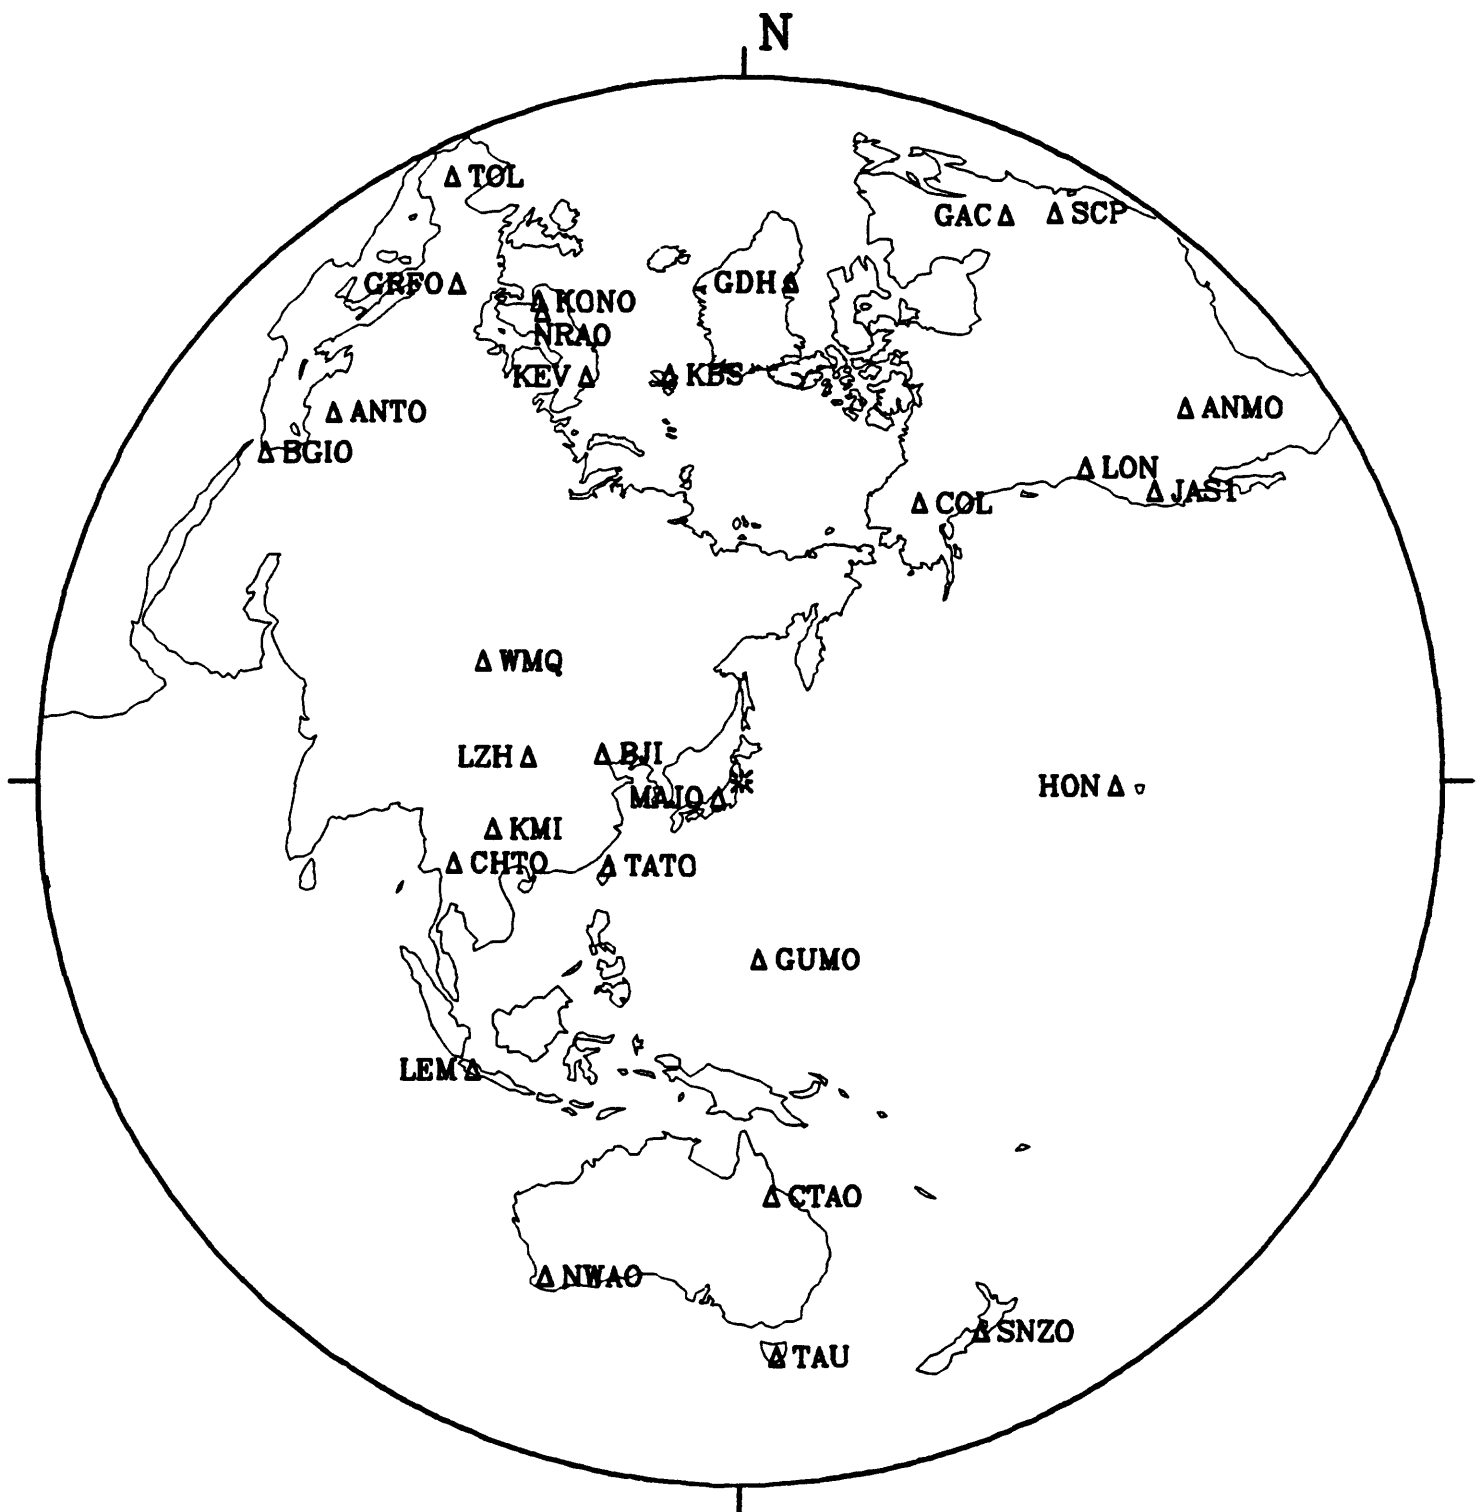 N
TOL
GAC
SCP
GRFO
KONO
GDH
NRAO
KEV
KBS
ANTO
ANMO
BGIO
LON
JAS1
COL
WMQ
LZH
BJI
MAJO
HON
KMI
CHTO
TATO
GUMO
LEM
CTAO
NWAO
SNZO
TAU